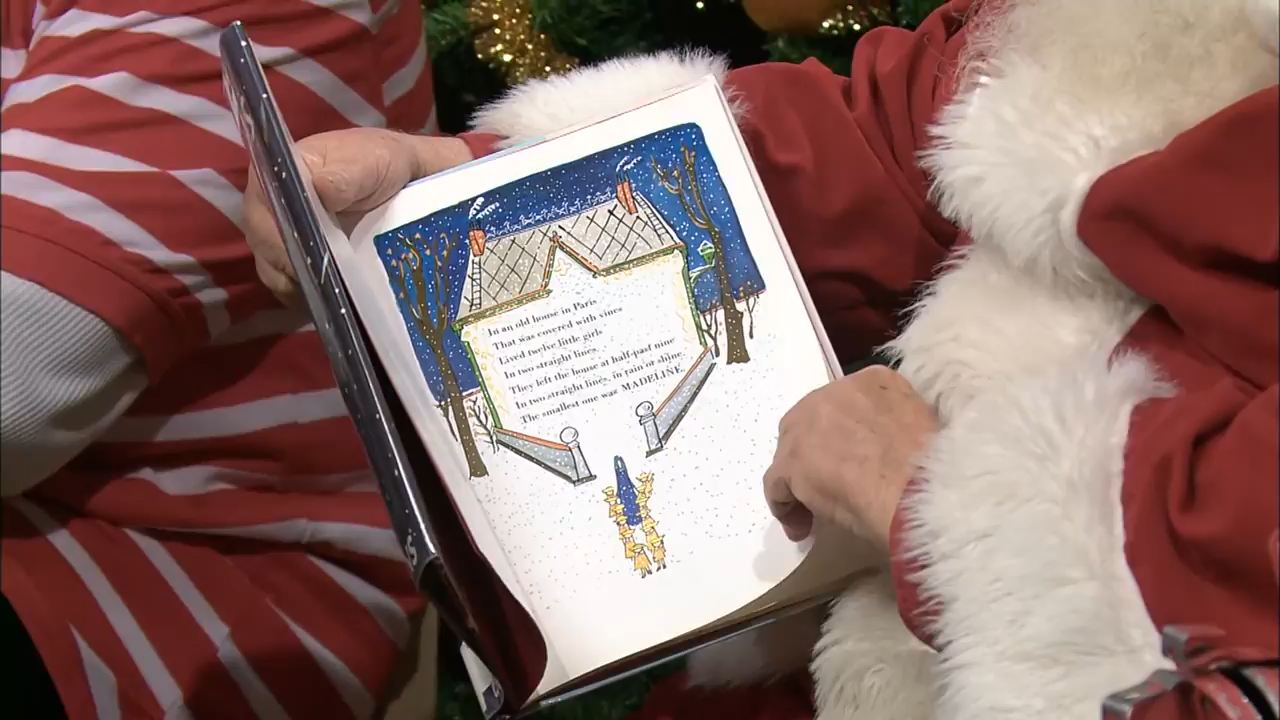 In an old house in Paris
That was covered with vines
Lived twelve little girls
In two straight lines.
They left the house at half-past nine
In two straight lines, in rain or shine.
The smallest one was MADELINE.